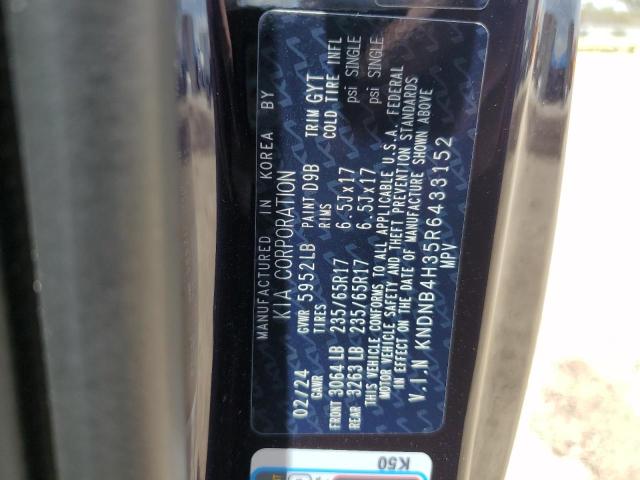 MANUFACTURED IN KOREA BY
KIA CORPORATION
02/24 GVWR 5952LB PAINT D9B TRIM GYT
GAWR TIRES RIMS COLD TIRE INFL
FRONT 3064LB 235/65R17 6.5Jx17 psi SINGLE
REAR 3263LB 235/65R17 6.5Jx17 psi SINGLE
THIS VEHICLE CONFORMS TO ALL APPLICABLE U.S.A. FEDERAL
MOTOR VEHICLE SAFETY AND THEFT PREVENTION STANDARDS
IN EFFECT ON THE DATE OF MANUFACTURE SHOWN ABOVE
V.I.N KNDNB4H35R6433152
MPV
K50